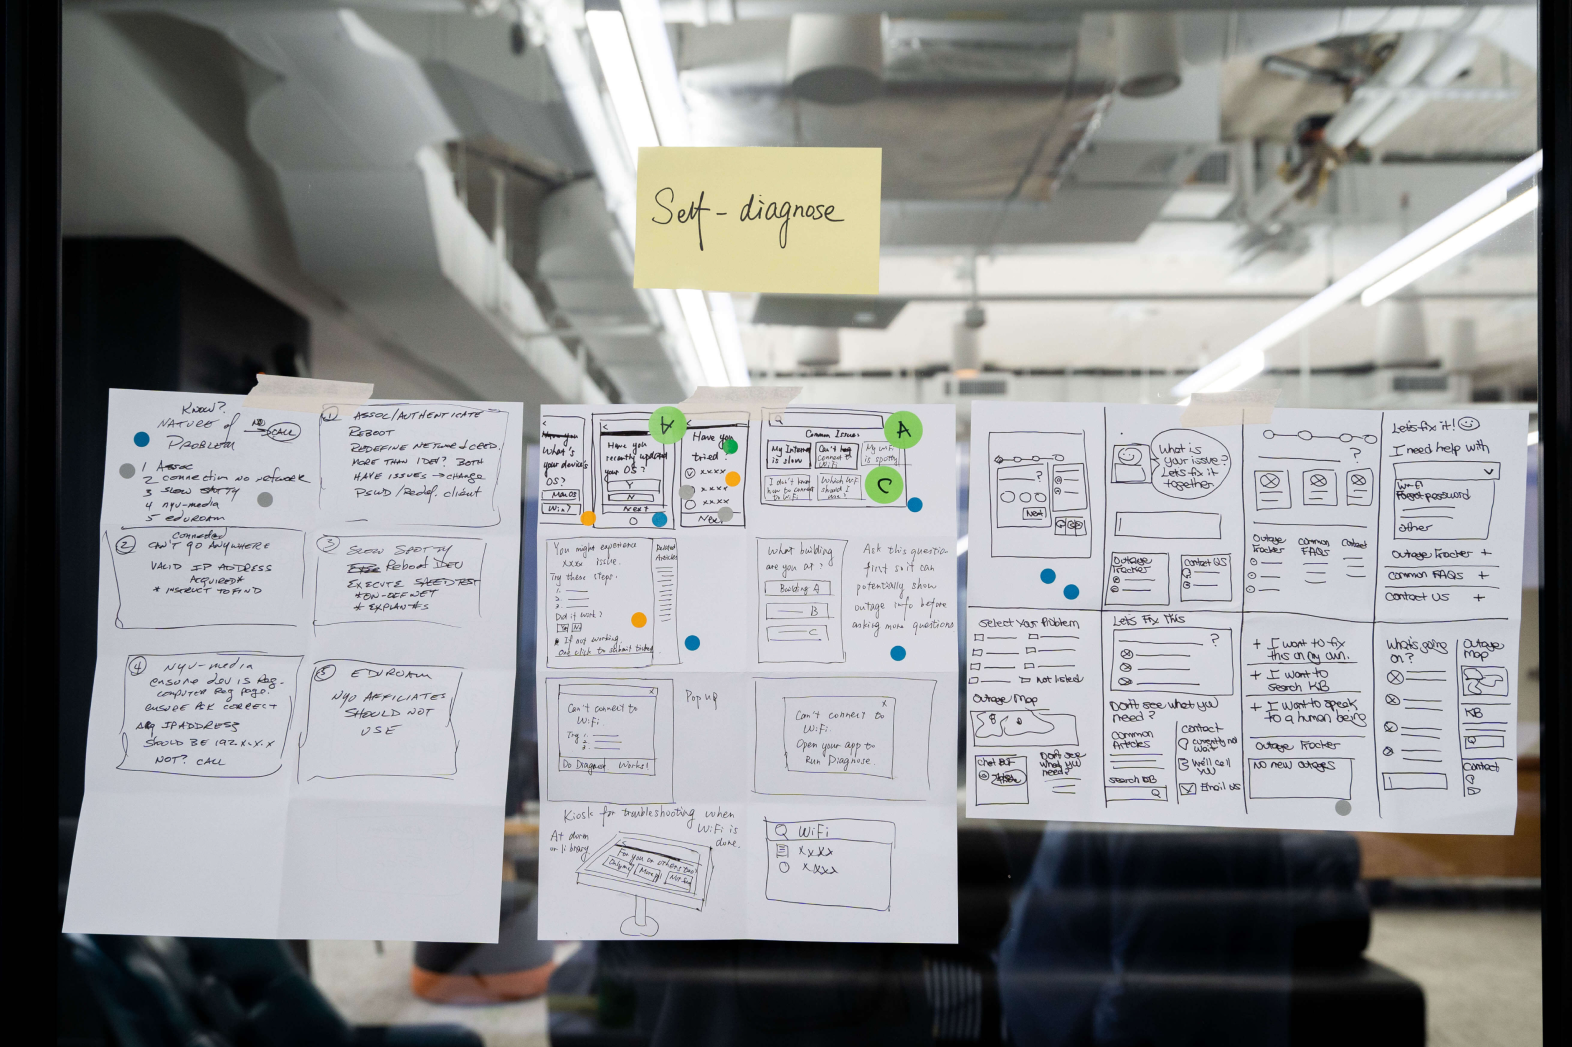 Self-diagnose
KNOW?
NATURE of
PROBLEM
NO
CALL
1 ASSOC
2 connection no network
3 SLOW SPOTTY
4 nyu-media
5 EDUROAM
1
ASSOC/AUTHENTICATE
REBOOT
REDEFINE NETWORK CRED
MORE THAN 1 DEV? BOTH
HAVE ISSUES → change
PSWD/Redef. client
2
connected
CAN'T GO ANYWHERE
VALID IP ADDRESS
ACQUIRED*
* INSTRUCT TO FIND
3
SLOW SPOTTY
Reboot DEV
EXECUTE SPEEDTEST
*ON-OFF NET
4
NYU-media
ensure dev is Reg-
computer Reg page.
ENSURE PSK CORRECT
IP ADDRESS
SHOULD BE 192.x.x.x
NOT? CALL
5
EDUROAM
NYU AFFILIATES
SHOULD NOT
USE
<
what's
your device's
OS?
Mac OS
Win 7
<
Have you
recently updated
your OS?
Y
N
Next
A
Have you
tried?
xxxx
xxxx
xxxx
Next
Common Issues
My Internet
is slow
Can't
connect to
WiFi
My wifi
is spotty
I don't know
how to connect
to WiFi
Which WF
should I
use?
A
C
You might experience
xxxx issue.
Try these steps.
1.
2.
3.
Did it work?
Y N
* If not working
One click to submit ticket
Related
Articles
What building
are you at?
Building A
B
C
Ask this question
first so it can
potentially show
outage info before
asking more questions
X
Can't connect to
WiFi.
Try 1.
2.
3.
Do Diagnose
Works!
Pop up
X
Can't connect to
WiFi.
Open your app to
Run Diagnose.
Kiosk for troubleshooting when
WiFi is
done.
At dorm
or library
For you or others too?
Only me
WiFi
xxxx
xxxx
?
Next
What is
your issue?
Let's fix it
together
Outage
Tracker
Contact US
?
Outage
Tracker
Common
FAQs
Contact
Let's fix it!
I need help with
Wi-Fi
Forgot password
other
Outage Tracker +
Common FAQs +
Contact US +
Select Your Problem
Not listed
Outage Map
Chat Bot
Don't see
what you
need?
Let's Fix This
?
Don't see what you
need?
Common
Articles
Search KB
contact
currently no
wait
We'll call
you
Email us
+ I want to fix
this on my own.
+ I want to
search KB
+ I want to speak
to a human being
Outage Tracker
No new outages
What's going
on?
Outage
Map
KB
Contact